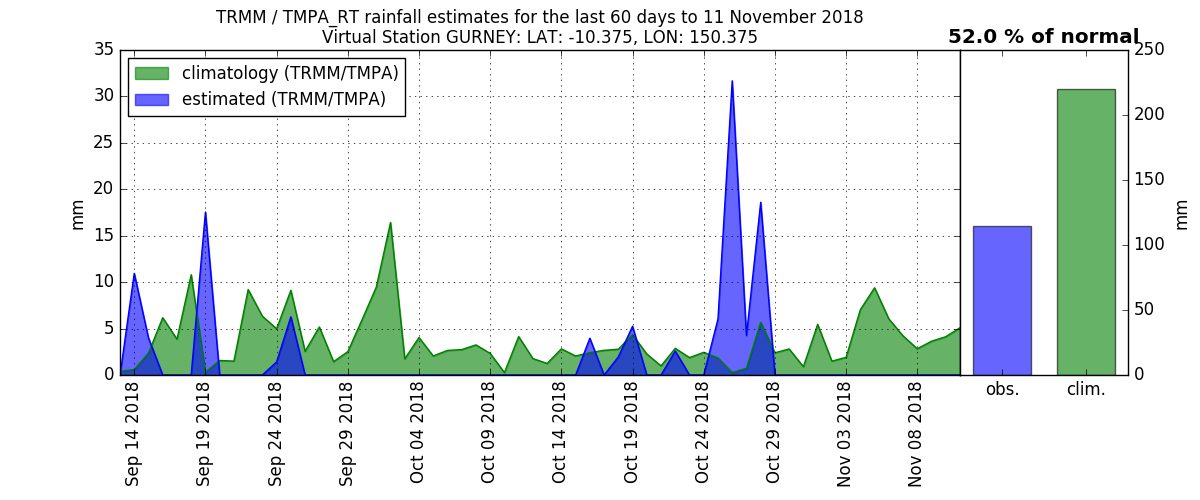 TRMM / TMPA_RT rainfall estimates for the last 60 days to 11 November 2018
Virtual Station GURNEY: LAT: -10.375, LON: 150.375
52.0 % of normal
climatology (TRMM/TMPA)
estimated (TRMM/TMPA)
mm
35
30
25
20
15
10
5
0
Sep 14 2018
Sep 19 2018
Sep 24 2018
Sep 29 2018
Oct 04 2018
Oct 09 2018
Oct 14 2018
Oct 19 2018
Oct 24 2018
Oct 29 2018
Nov 03 2018
Nov 08 2018
obs.
clim.
250
200
150
100
50
0
mm